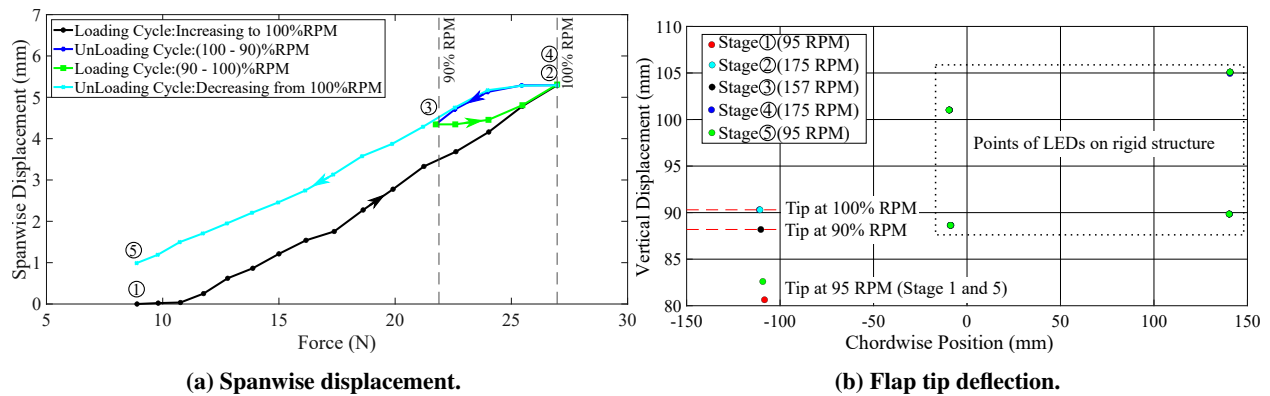 7
6
5
4
3
2
1
0
Spanwise Displacement (mm)
Loading Cycle:Increasing to 100%RPM
UnLoading Cycle:(100 - 90)%RPM
Loading Cycle:(90 - 100)%RPM
UnLoading Cycle:Decreasing from 100%RPM
90% RPM
100% RPM
④
②
③
⑤
①
5
10
15
20
25
30
Force (N)
(a) Spanwise displacement.
110
105
100
95
90
85
80
Vertical Displacement (mm)
Stage①(95 RPM)
Stage②(175 RPM)
Stage③(157 RPM)
Stage④(175 RPM)
Stage⑤(95 RPM)
Points of LEDs on rigid structure
Tip at 100% RPM
Tip at 90% RPM
Tip at 95 RPM (Stage 1 and 5)
-150
-100
-50
0
50
100
150
Chordwise Position (mm)
(b) Flap tip deflection.